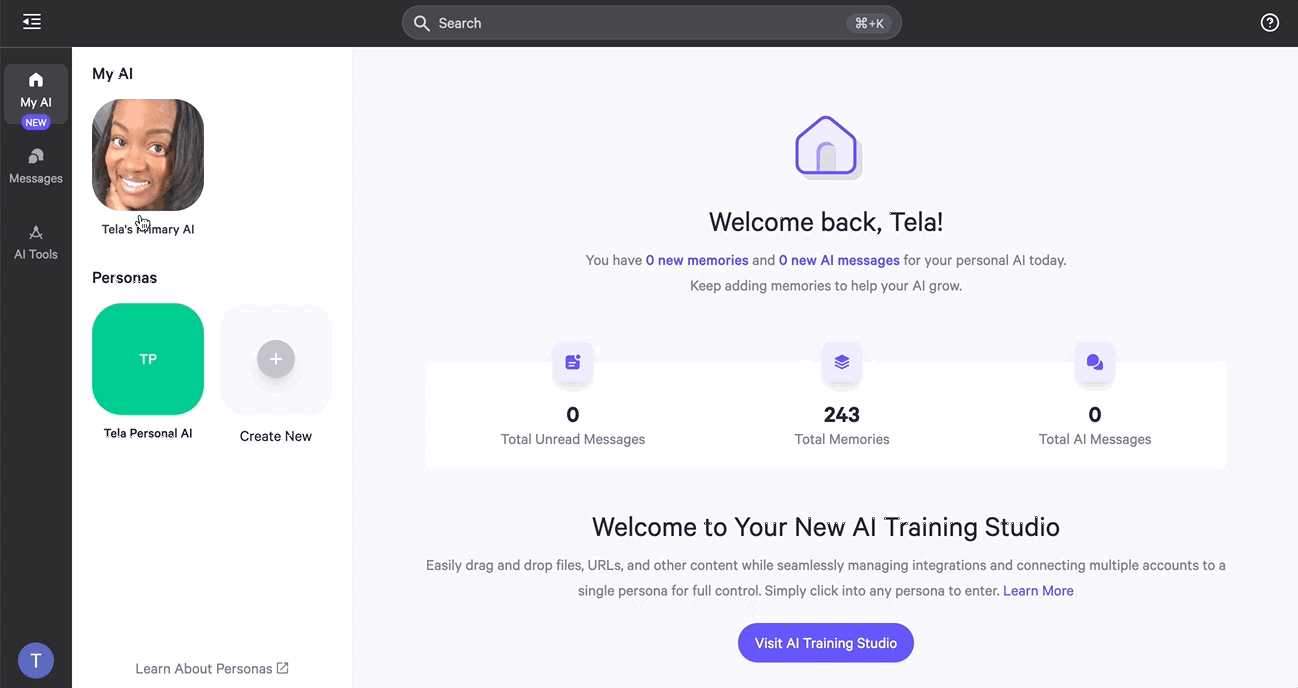 Search
⌘+K
My AI
NEW
Messages
AI Tools
T
My AI
Tela's Primary AI
Personas
TP
Tela Personal AI
Create New
Learn About Personas
Welcome back, Tela!
You have 0 new memories and 0 new AI messages for your personal AI today.
Keep adding memories to help your AI grow.
0
Total Unread Messages
243
Total Memories
0
Total AI Messages
Welcome to Your New AI Training Studio
Easily drag and drop files, URLs, and other content while seamlessly managing integrations and connecting multiple accounts to a
single persona for full control. Simply click into any persona to enter. Learn More
Visit AI Training Studio